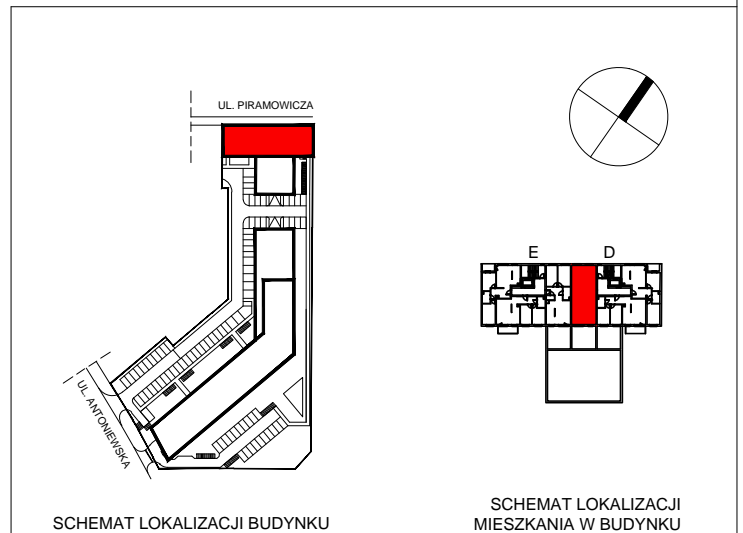 UL. PIRAMOWICZA
E
D
UL. ANTONIEWSKA
SCHEMAT LOKALIZACJI BUDYNKU
SCHEMAT LOKALIZACJI
MIESZKANIA W BUDYNKU